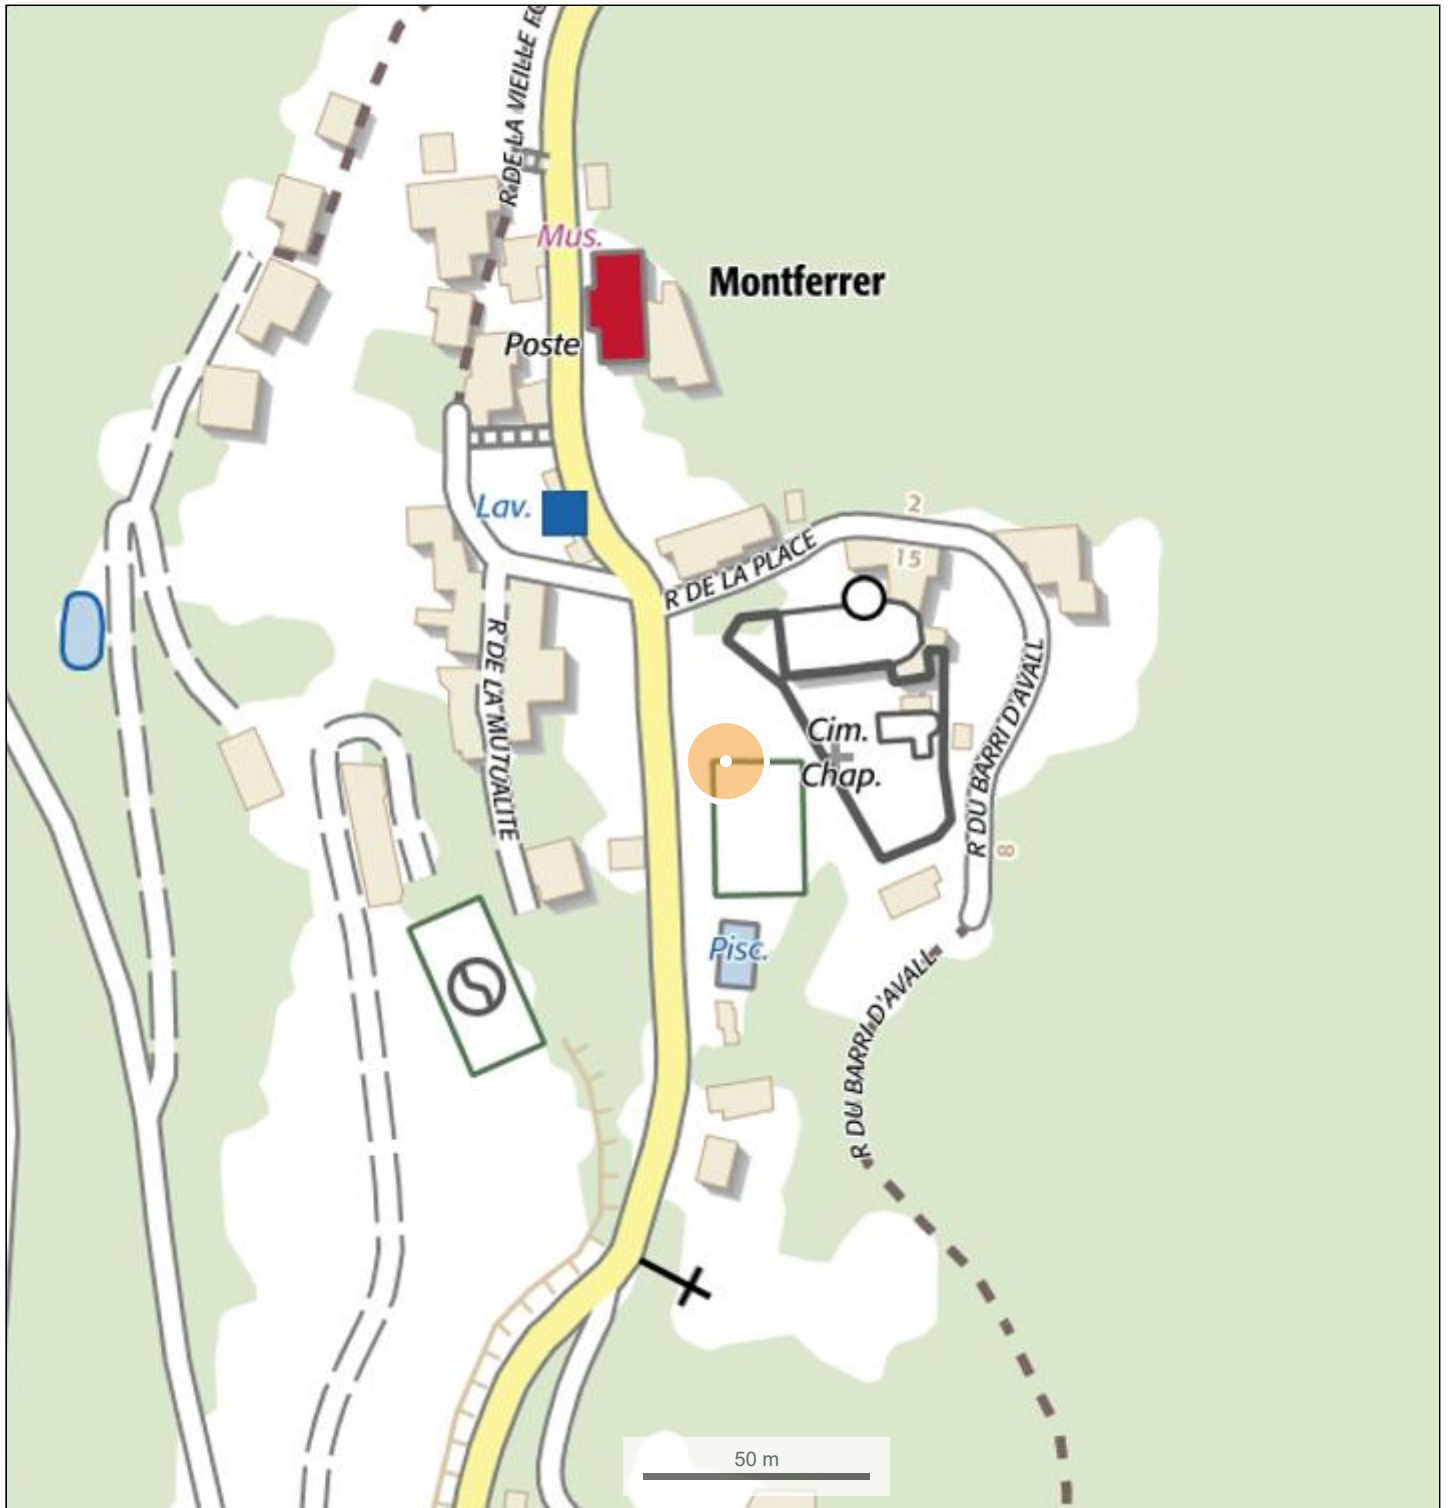 R DE LA VIEILLE FO
Mus.
Montferrer
Poste
Lav.
2
15
R DE LA PLACE
R DE LA MUTUALITE
R DU BARRI D'AVALL
Cim.
Chap.
8
Pisc.
R DU BARRI D'AVALL
50 m